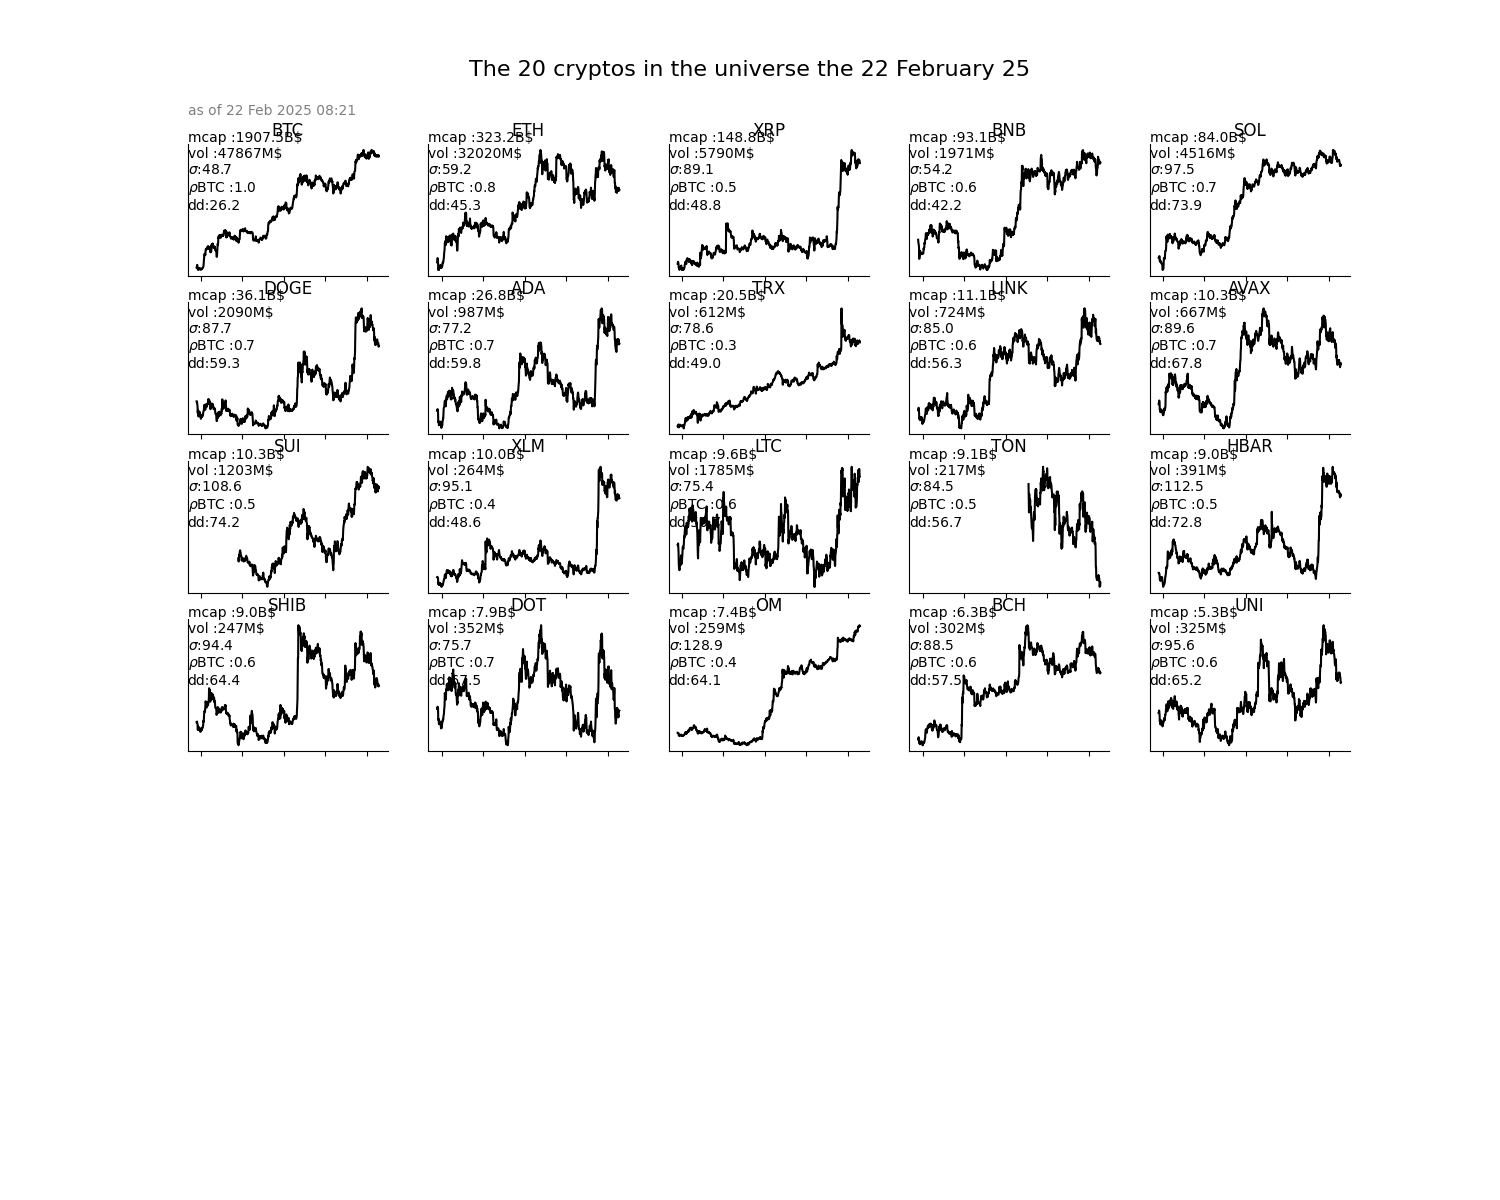 The 20 cryptos in the universe the 22 February 25
as of 22 Feb 2025 08:21
BTC
mcap :1907.5B$
vol :47867M$
σ:48.7
ρBTC :1.0
dd:26.2
ETH
mcap :323.2B$
vol :32020M$
σ:59.2
ρBTC :0.8
dd:45.3
XRP
mcap :148.8B$
vol :5790M$
σ:89.1
ρBTC :0.5
dd:48.8
BNB
mcap :93.1B$
vol :1971M$
σ:54.2
ρBTC :0.6
dd:42.2
SOL
mcap :84.0B$
vol :4516M$
σ:97.5
ρBTC :0.7
dd:73.9
DOGE
mcap :36.1B$
vol :2090M$
σ:87.7
ρBTC :0.7
dd:59.3
ADA
mcap :26.8B$
vol :987M$
σ:77.2
ρBTC :0.7
dd:59.8
TRX
mcap :20.5B$
vol :612M$
σ:78.6
ρBTC :0.3
dd:49.0
LINK
mcap :11.1B$
vol :724M$
σ:85.0
ρBTC :0.6
dd:56.3
AVAX
mcap :10.3B$
vol :667M$
σ:89.6
ρBTC :0.7
dd:67.8
SUI
mcap :10.3B$
vol :1203M$
σ:108.6
ρBTC :0.5
dd:74.2
XLM
mcap :10.0B$
vol :264M$
σ:95.1
ρBTC :0.4
dd:48.6
LTC
mcap :9.6B$
vol :1785M$
σ:75.4
ρBTC :0.6
TON
mcap :9.1B$
vol :217M$
σ:84.5
ρBTC :0.5
dd:56.7
HBAR
mcap :9.0B$
vol :391M$
σ:112.5
ρBTC :0.5
dd:72.8
SHIB
mcap :9.0B$
vol :247M$
σ:94.4
ρBTC :0.6
dd:64.4
DOT
mcap :7.9B$
vol :352M$
σ:75.7
ρBTC :0.7
dd:67.5
OM
mcap :7.4B$
vol :259M$
σ:128.9
ρBTC :0.4
dd:64.1
BCH
mcap :6.3B$
vol :302M$
σ:88.5
ρBTC :0.6
dd:57.5
UNI
mcap :5.3B$
vol :325M$
σ:95.6
ρBTC :0.6
dd:65.2